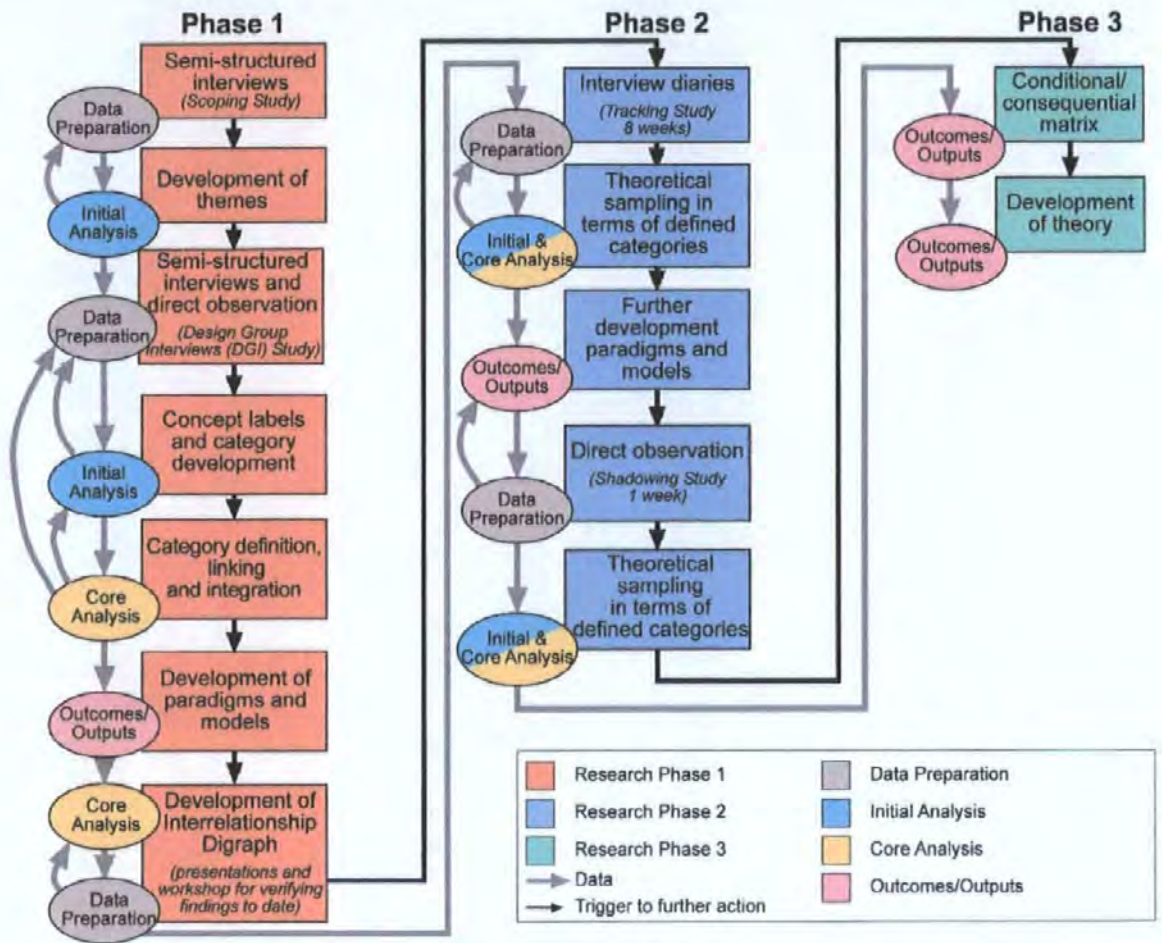 Phase 1
Semi-structured
interviews
(Scoping Study)
Data
Preparation
Development of
themes
Initial
Analysis
Semi-structured
interviews and
direct observation
(Design Group
Interviews (DGI) Study)
Data
Preparation
Concept labels
and category
development
Initial
Analysis
Category definition,
linking
and integration
Core
Analysis
Development of
paradigms and
models
Outcomes/
Outputs
Core
Analysis
Development of
Interrelationship
Digraph
(presentations and
workshop for verifying
findings to date)
Data
Preparation
Phase 2
Interview diaries
(Tracking Study
8 weeks)
Data
Preparation
Theoretical
sampling in
terms of defined
categories
Initial &
Core Analysis
Further
development
paradigms and
models
Outcomes/
Outputs
Direct observation
(Shadowing Study
1 week)
Data
Preparation
Theoretical
sampling
in terms of
defined categories
Initial &
Core Analysis
Phase 3
Conditional/
consequential
matrix
Outcomes/
Outputs
Development
of theory
Outcomes/
Outputs
Research Phase 1
Research Phase 2
Research Phase 3
Data
Trigger to further action
Data Preparation
Initial Analysis
Core Analysis
Outcomes/Outputs